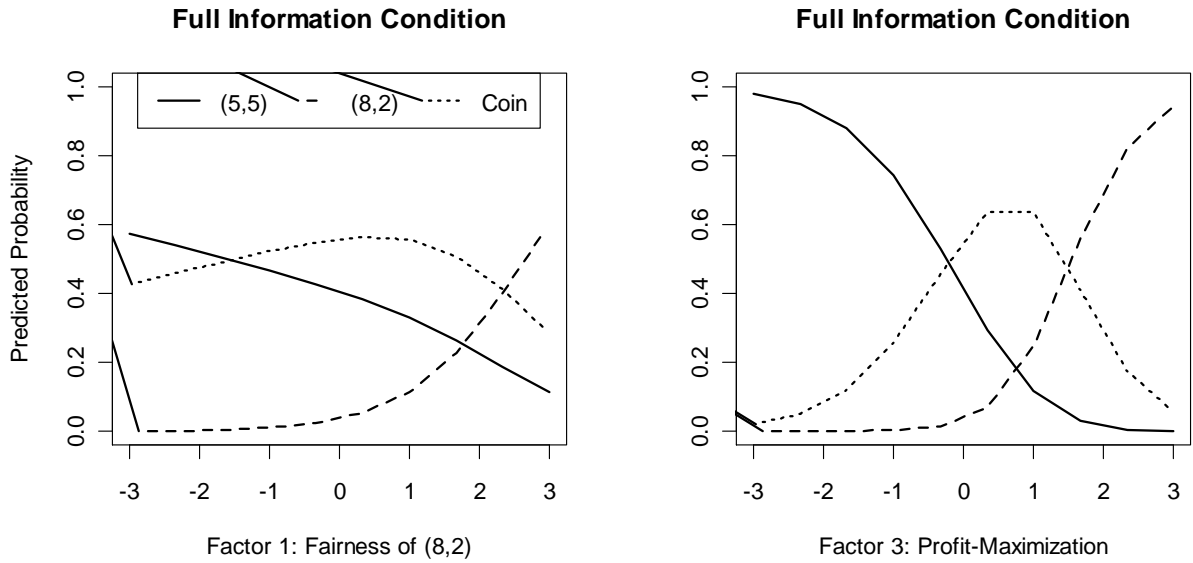 Full Information Condition
Full Information Condition
Predicted Probability
1.0
0.8
0.6
0.4
0.2
0.0
(5,5) (8,2) Coin
-3 -2 -1 0 1 2 3
Factor 1: Fairness of (8,2)
1.0
0.8
0.6
0.4
0.2
0.0
-3 -2 -1 0 1 2 3
Factor 3: Profit-Maximization